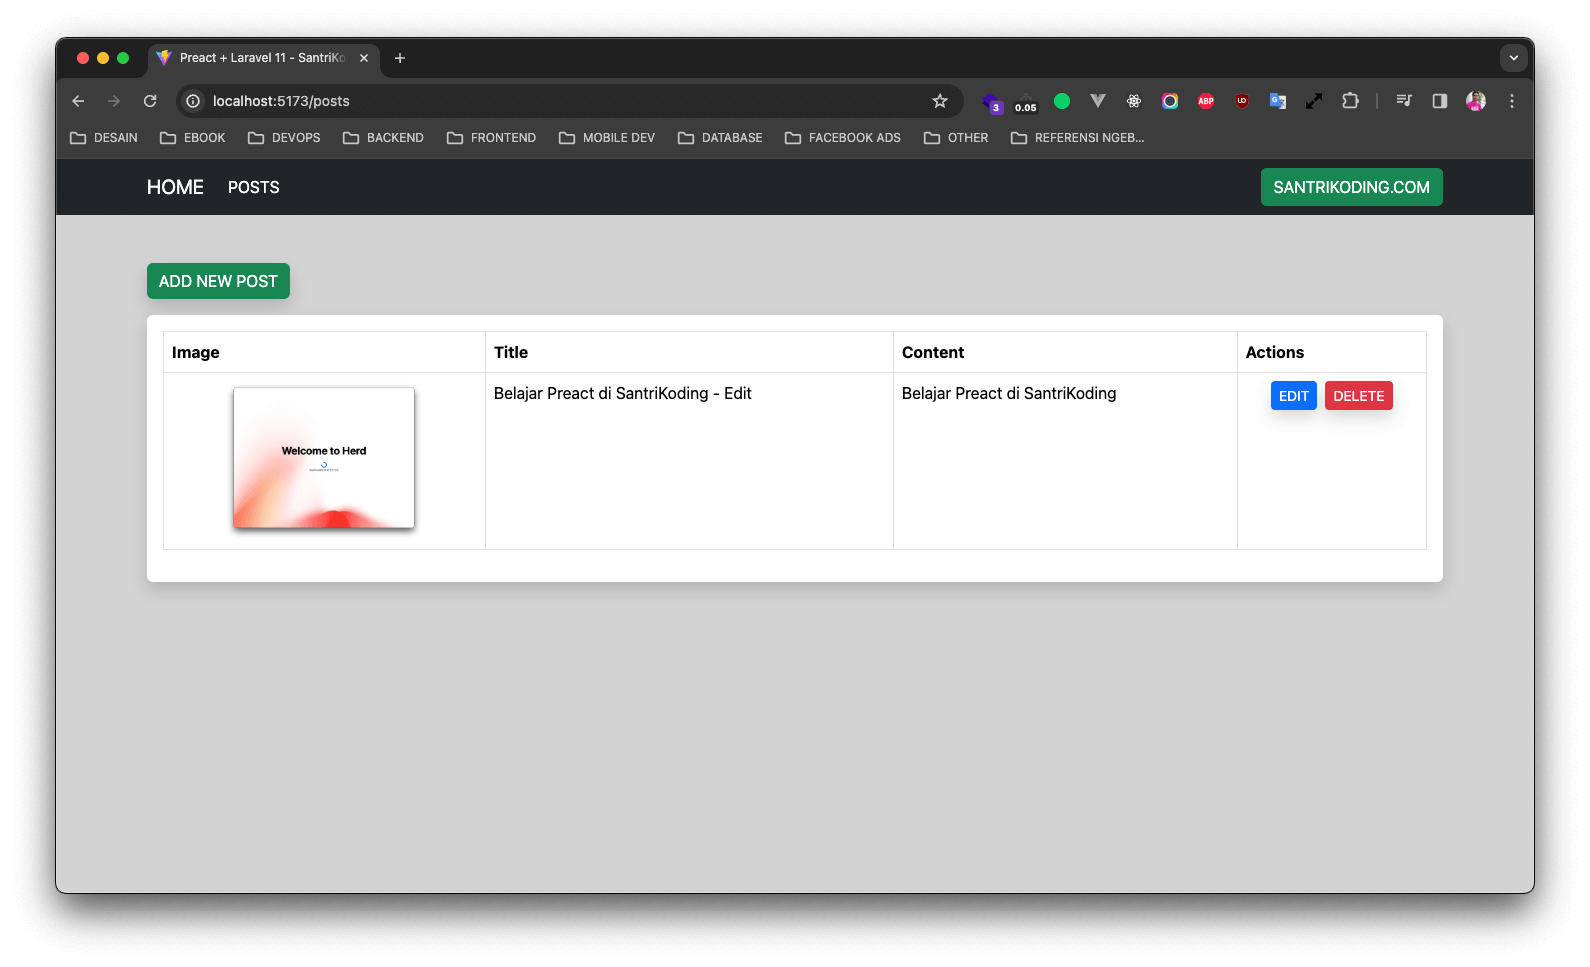 Preact + Laravel 11 - SantriKo
localhost:5173/posts
3
0.05
ABP
DESAIN
EBOOK
DEVOPS
BACKEND
FRONTEND
MOBILE DEV
DATABASE
FACEBOOK ADS
OTHER
REFERENSI NGEB...
HOME
POSTS
SANTRIKODING.COM
ADD NEW POST
Image
Title
Content
Actions
Welcome to Herd
Belajar Preact di SantriKoding - Edit
Belajar Preact di SantriKoding
EDIT
DELETE